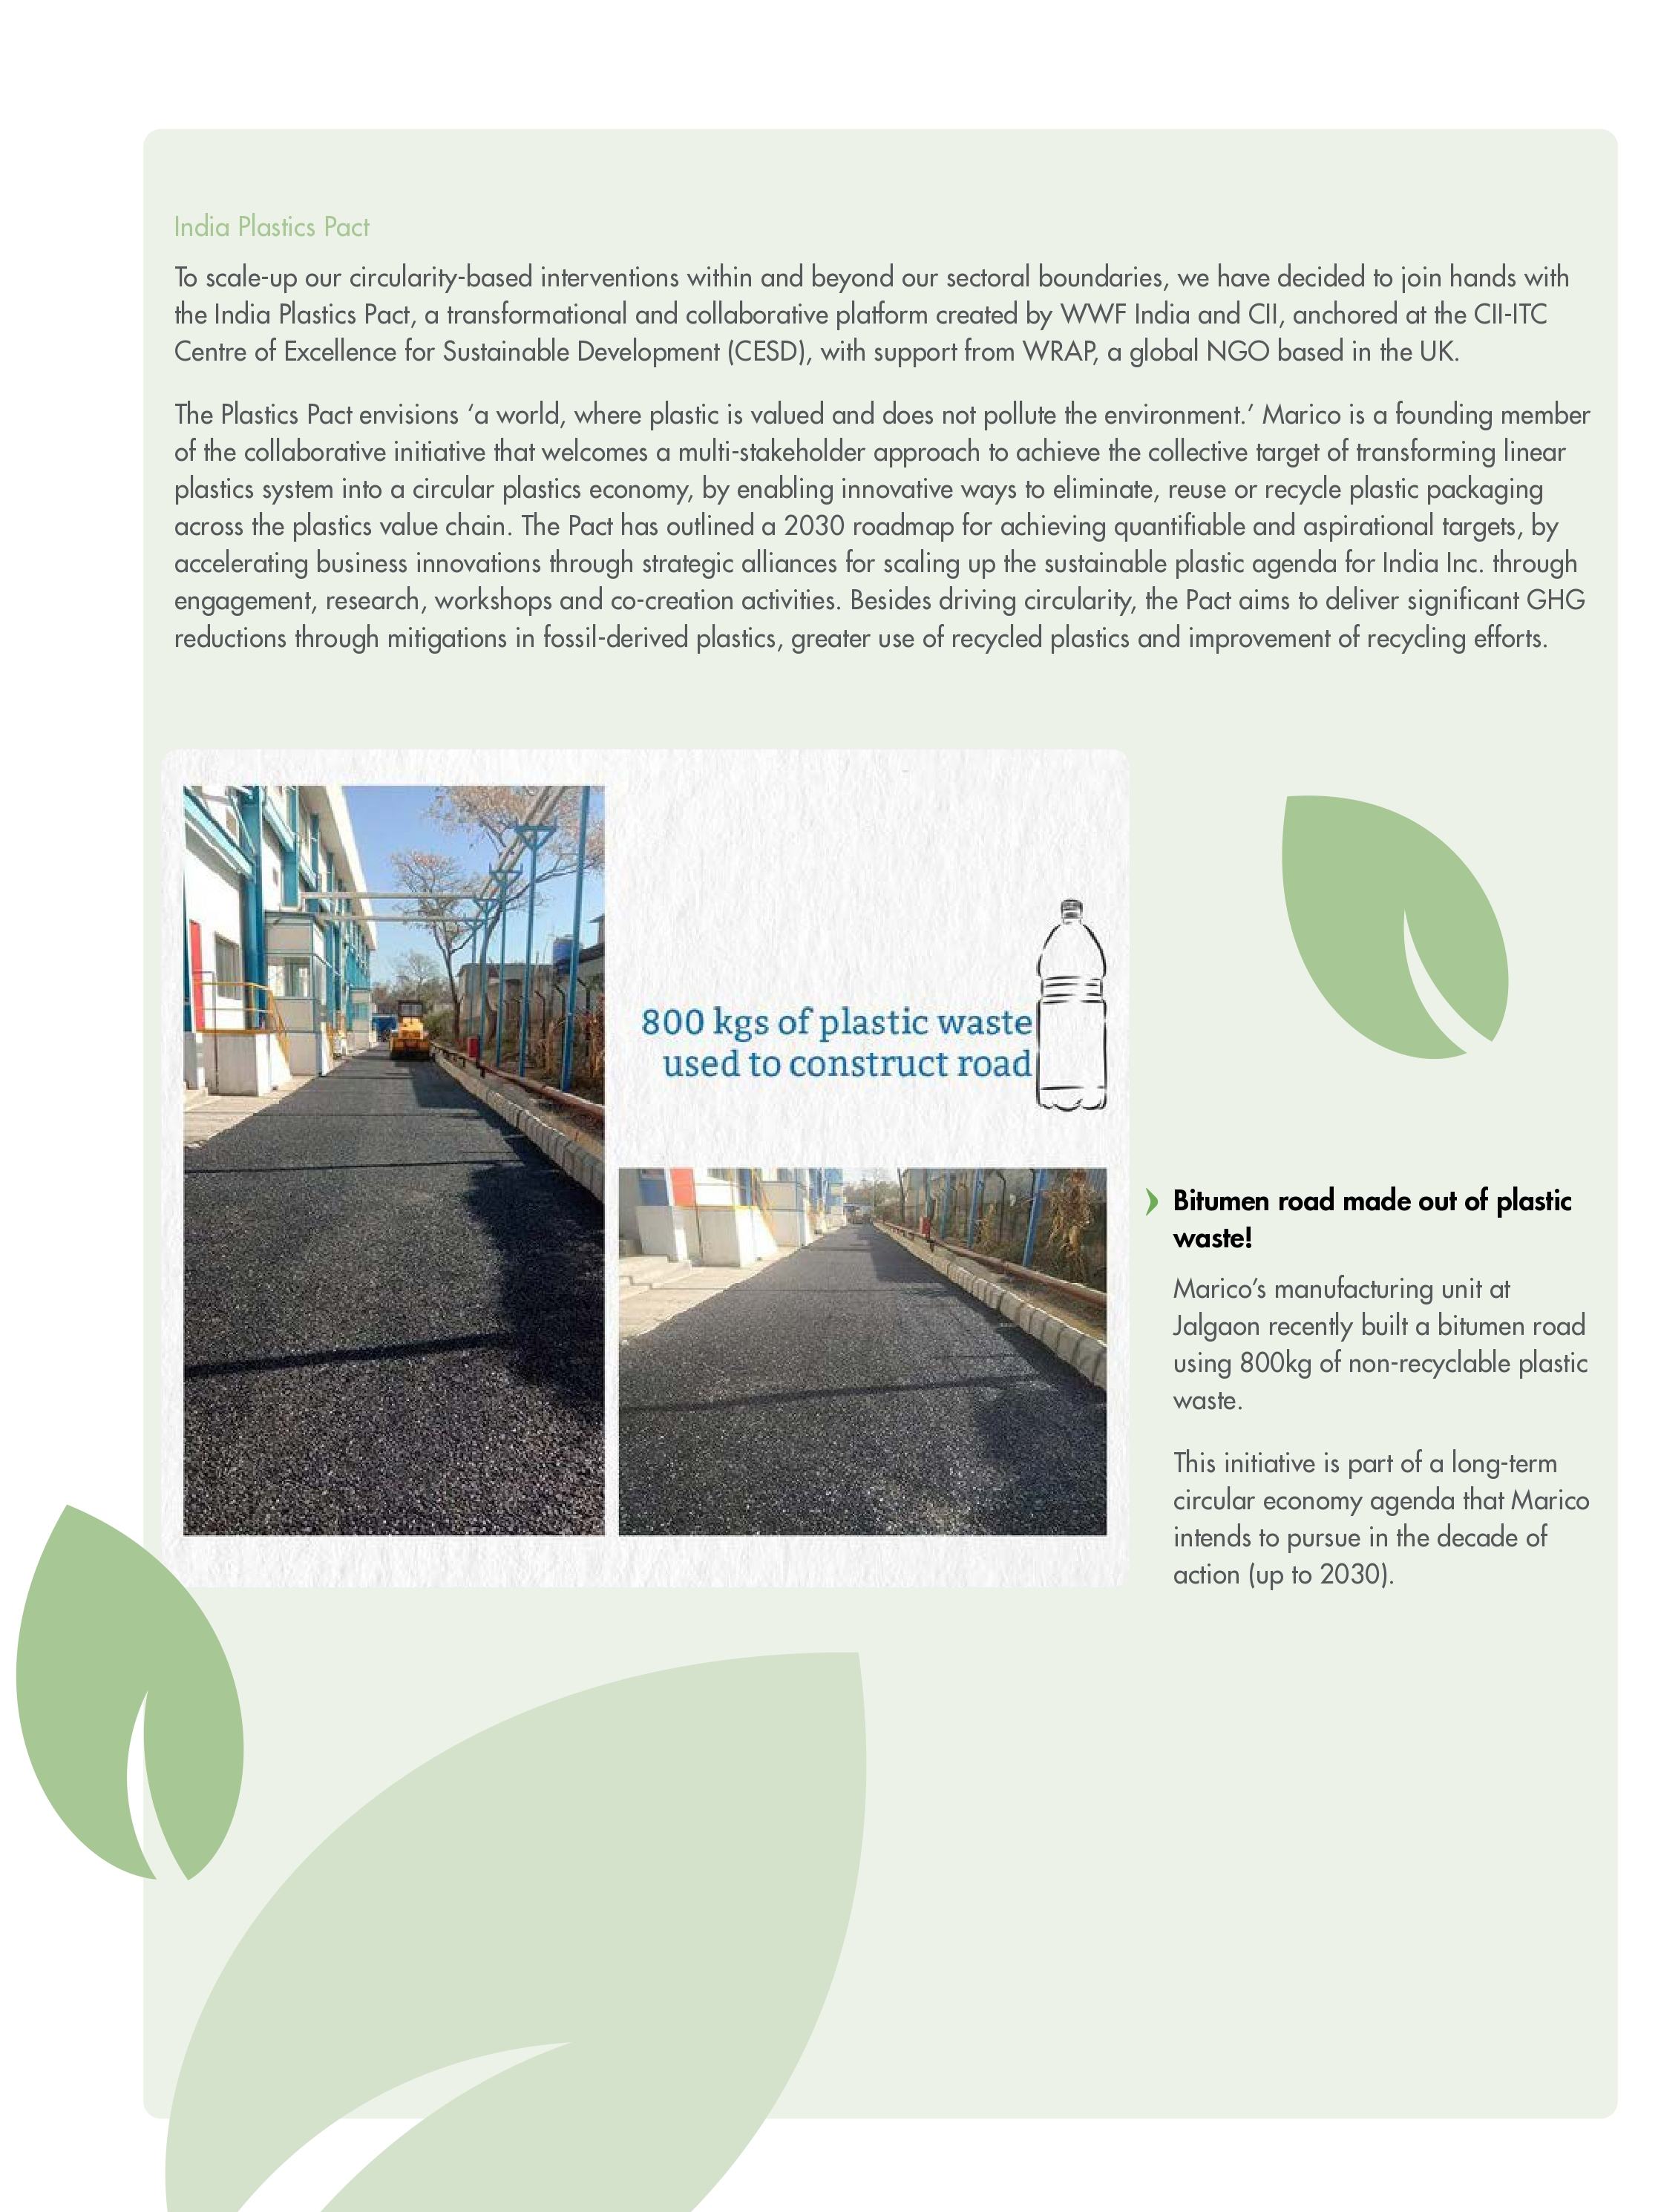 India Plastics Pact
To scale-up our circularity-based interventions within and beyond our sectoral boundaries, we have decided to join hands with
the India Plastics Pact, a transformational and collaborative platform created by WWF India and CII, anchored at the CII-ITC
Centre of Excellence for Sustainable Development (CESD), with support from WRAP, a global NGO based in the UK.
The Plastics Pact envisions ‘a world, where plastic is valued and does not pollute the environment.’ Marico is a founding member
of the collaborative initiative that welcomes a multi-stakeholder approach to achieve the collective target of transforming linear
plastics system into a circular plastics economy, by enabling innovative ways to eliminate, reuse or recycle plastic packaging
across the plastics value chain. The Pact has outlined a 2030 roadmap for achieving quantifiable and aspirational targets, by
accelerating business innovations through strategic alliances for scaling up the sustainable plastic agenda for India Inc. through
engagement, research, workshops and co-creation activities. Besides driving circularity, the Pact aims to deliver significant GHG
reductions through mitigations in fossil-derived plastics, greater use of recycled plastics and improvement of recycling efforts.
800 kgs of plastic waste
used to construct road
Bitumen road made out of plastic
waste!
Marico’s manufacturing unit at
Jalgaon recently built a bitumen road
using 800kg of non-recyclable plastic
waste.
This initiative is part of a long-term
circular economy agenda that Marico
intends to pursue in the decade of
action (up to 2030).